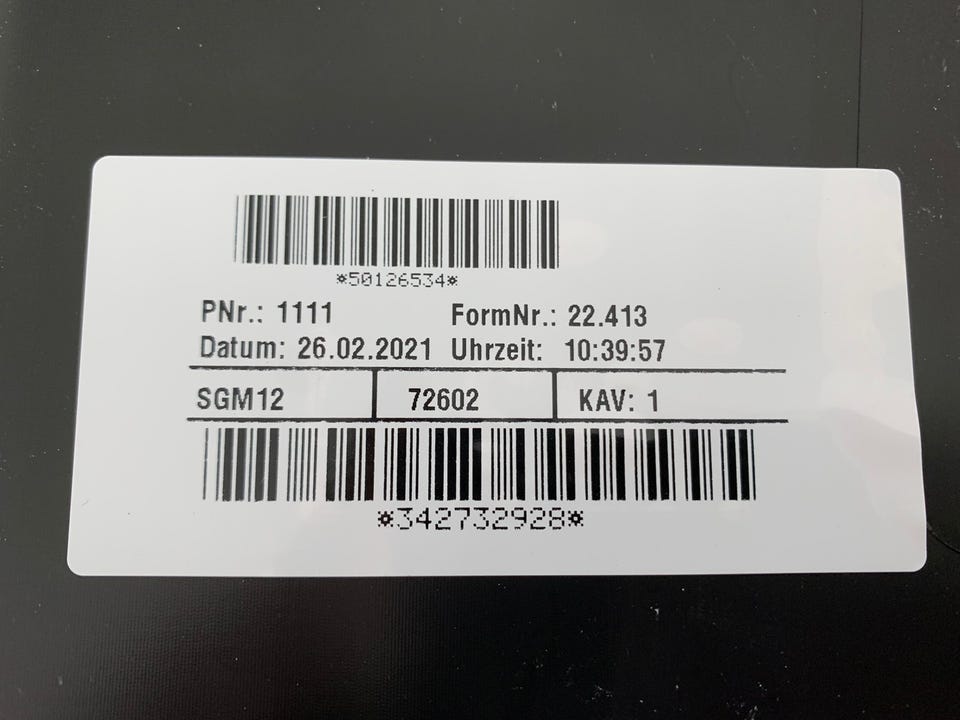 *50126534*
PNr.: 1111 FormNr.: 22.413
Datum: 26.02.2021 Uhrzeit: 10:39:57
SGM12 72602 KAV: 1
*342732928*